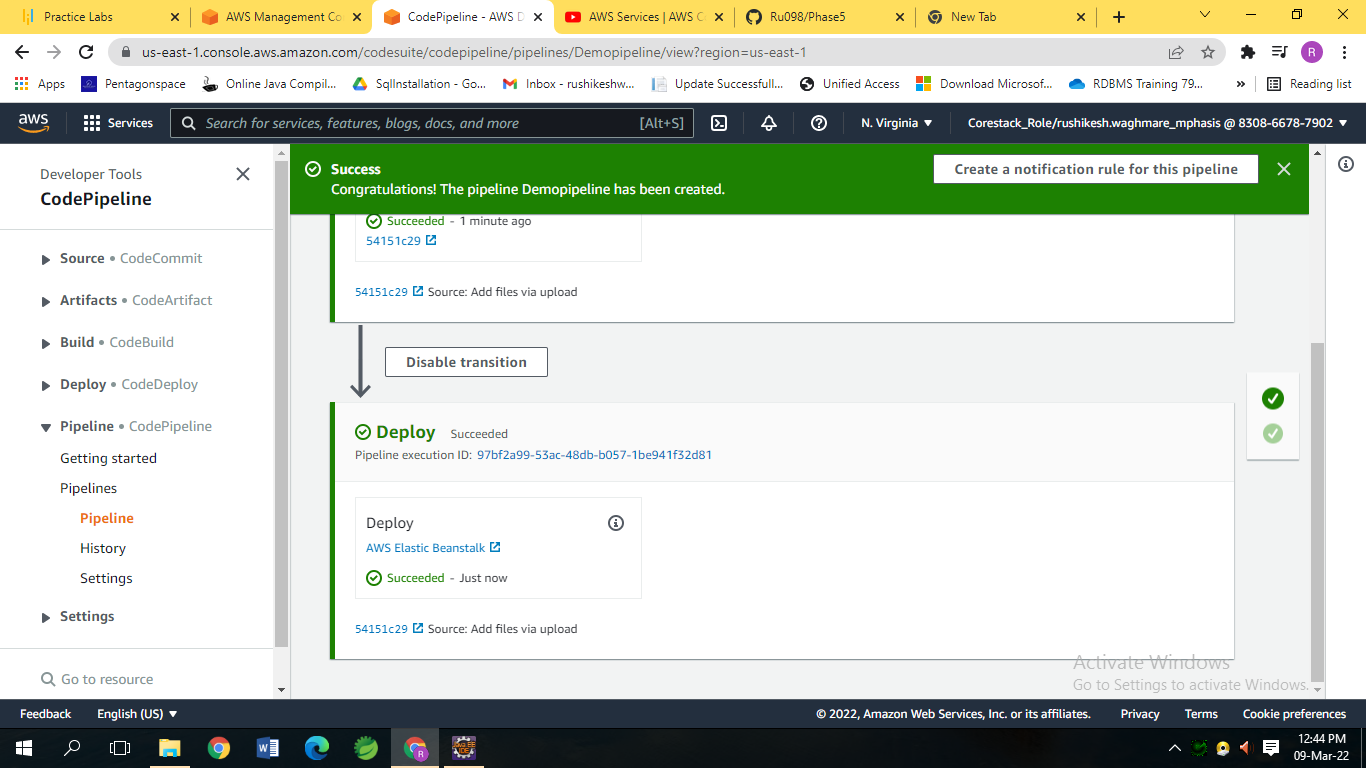 Practice Labs
AWS Management Co
CodePipeline - AWS D
AWS Services | AWS C
Ru098/Phase5
New Tab
us-east-1.console.aws.amazon.com/codesuite/codepipeline/pipelines/Demopipeline/view?region=us-east-1
R
Apps
Pentagonspace
Online Java Compil...
SqlInstallation - Go...
Inbox - rushikeshw...
Update Successfull...
Unified Access
Download Microsof...
RDBMS Training 79...
»
Reading list
aws
Services
Search for services, features, blogs, docs, and more
[Alt+S]
N. Virginia
Corestack_Role/rushikesh.waghmare_mphasis @ 8308-6678-7902
Developer Tools
CodePipeline
Source • CodeCommit
Artifacts • CodeArtifact
Build • CodeBuild
Deploy • CodeDeploy
Pipeline • CodePipeline
Getting started
Pipelines
Pipeline
History
Settings
Settings
Go to resource
Success
Congratulations! The pipeline Demopipeline has been created.
Create a notification rule for this pipeline
Succeeded - 1 minute ago
54151c29
54151c29 Source: Add files via upload
Disable transition
Deploy Succeeded
Pipeline execution ID: 97bf2a99-53ac-48db-b057-1be941f32d81
Deploy
AWS Elastic Beanstalk
Succeeded - Just now
54151c29 Source: Add files via upload
Activate Windows
Go to Settings to activate Windows.
Feedback
English (US)
© 2022, Amazon Web Services, Inc. or its affiliates.
Privacy
Terms
Cookie preferences
R
Java EE
IDE
12:44 PM
09-Mar-22